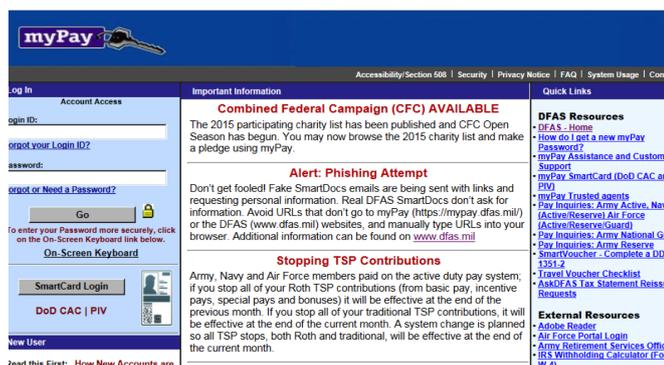 myPay
Accessibility/Section 508 | Security | Privacy Notice | FAQ | System Usage |
Log In
Account Access
ogin ID:
orgot your Login ID?
assword:
orgot or Need a Password?
Go
o enter your Password more securely, click
on the On-Screen Keyboard link below.
On-Screen Keyboard
SmartCard Login
DoD CAC | PIV
New User
Read this First: How New Accounts are
Important Information
Combined Federal Campaign (CFC) AVAILABLE
The 2015 participating charity list has been published and CFC Open
Season has begun. You may now browse the 2015 charity list and make
a pledge using myPay.
Alert: Phishing Attempt
Don't get fooled! Fake SmartDocs emails are being sent with links and
requesting personal information. Real DFAS SmartDocs don't ask for
information. Avoid URLs that don't go to myPay (https://mypay.dfas.mil/)
or the DFAS (www.dfas.mil) websites, and manually type URLs into your
browser. Additional information can be found on www.dfas.mil
Stopping TSP Contributions
Army, Navy and Air Force members paid on the active duty pay system;
if you stop all of your Roth TSP contributions (from basic pay, incentive
pays, special pays and bonuses) it will be effective at the end of the
previous month. If you stop all of your traditional TSP contributions, it will
be effective at the end of the current month. A system change is planned
so all TSP stops, both Roth and traditional, will be effective at the end of
the current month.
Quick Links
DFAS Resources
• DFAS - Home
• How do I get a new myPay
Password?
• myPay Assistance and Custom
Support
• myPay SmartCard (DoD CAC
PIV)
• myPay Trusted agents
• Pay Inquiries: Army Active,
(Active/Reserve) Air Force
(Active/Reserve/Guard)
• Pay Inquiries: Army National
• Pay Inquiries: Army Reserve
• SmartVoucher - Complete a DD
1351-2
• Travel Voucher Checklist
• AskDFAS Tax Statement
Requests
External Resources
• Adobe Reader
• Air Force Portal Login
• Army Retirement Services
• IRS Withholding Calculator